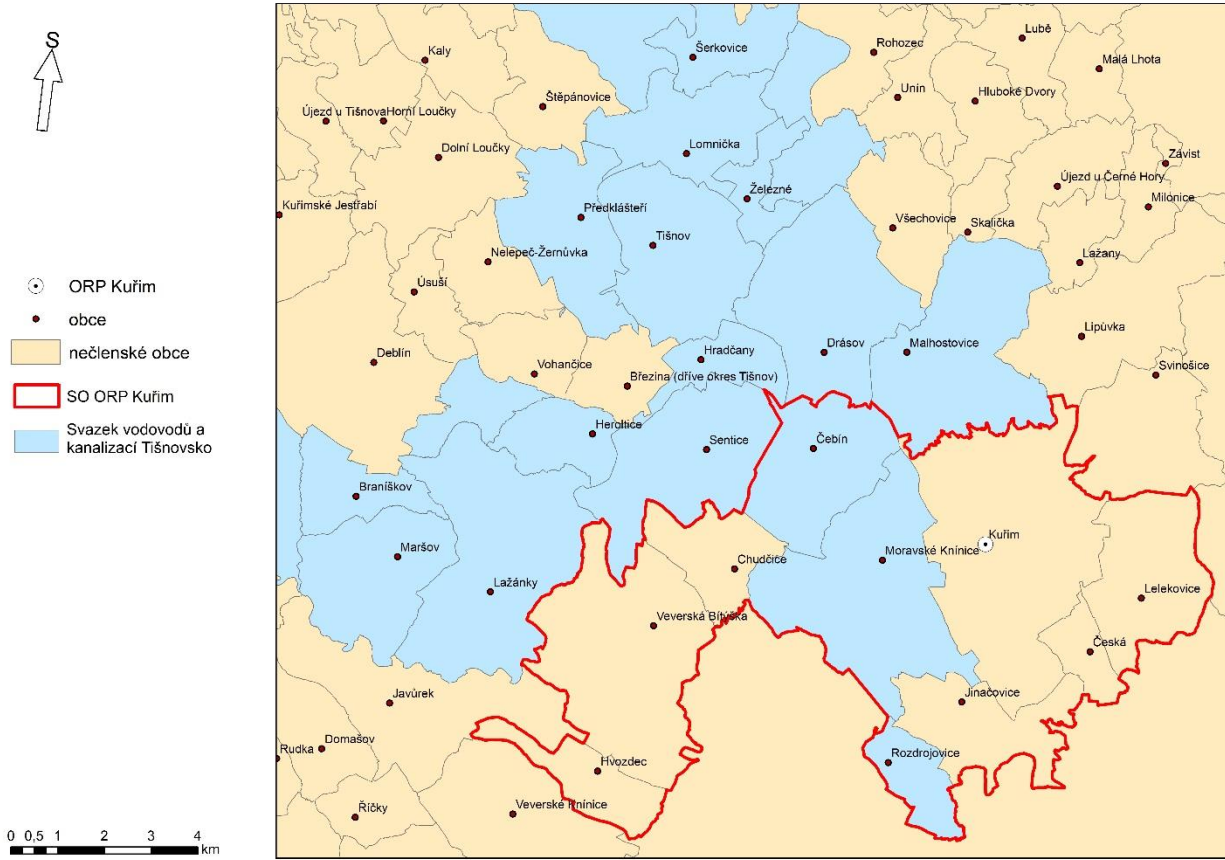 S
ORP Kuřim
obce
nečlenské obce
SO ORP Kuřim
Svazek vodovodů a
kanalizací Tišnovsko
0 0,5 1 2 3 4
km
Šerkovice
Rohozec
Lubě
Kaly
Malá Lhota
Štěpánovice
Unín
Hluboké Dvory
Újezd u Tišnova
Horní Loučky
Dolní Loučky
Lomnička
Závist
Železné
Újezd u Černé Hory
Milonice
Kuřimské Jestřabí
Předklášteří
Všechovice
Skalička
Tišnov
Nelepeč-Žernůvka
Lažany
Úsuší
Lipůvka
Deblín
Vohančice
Hradčany
Drásov
Malhostovice
Svinošice
Březina (dříve okres Tišnov)
Heroltice
Sentice
Čebín
Braníškov
Kuřim
Maršov
Chudčice
Moravské Knínice
Lažánky
Lelekovice
Veverská Bítýška
Česká
Javůrek
Jinačovice
Rudka
Domašov
Hvozdec
Rozdrojovice
Říčky
Veverské Knínice